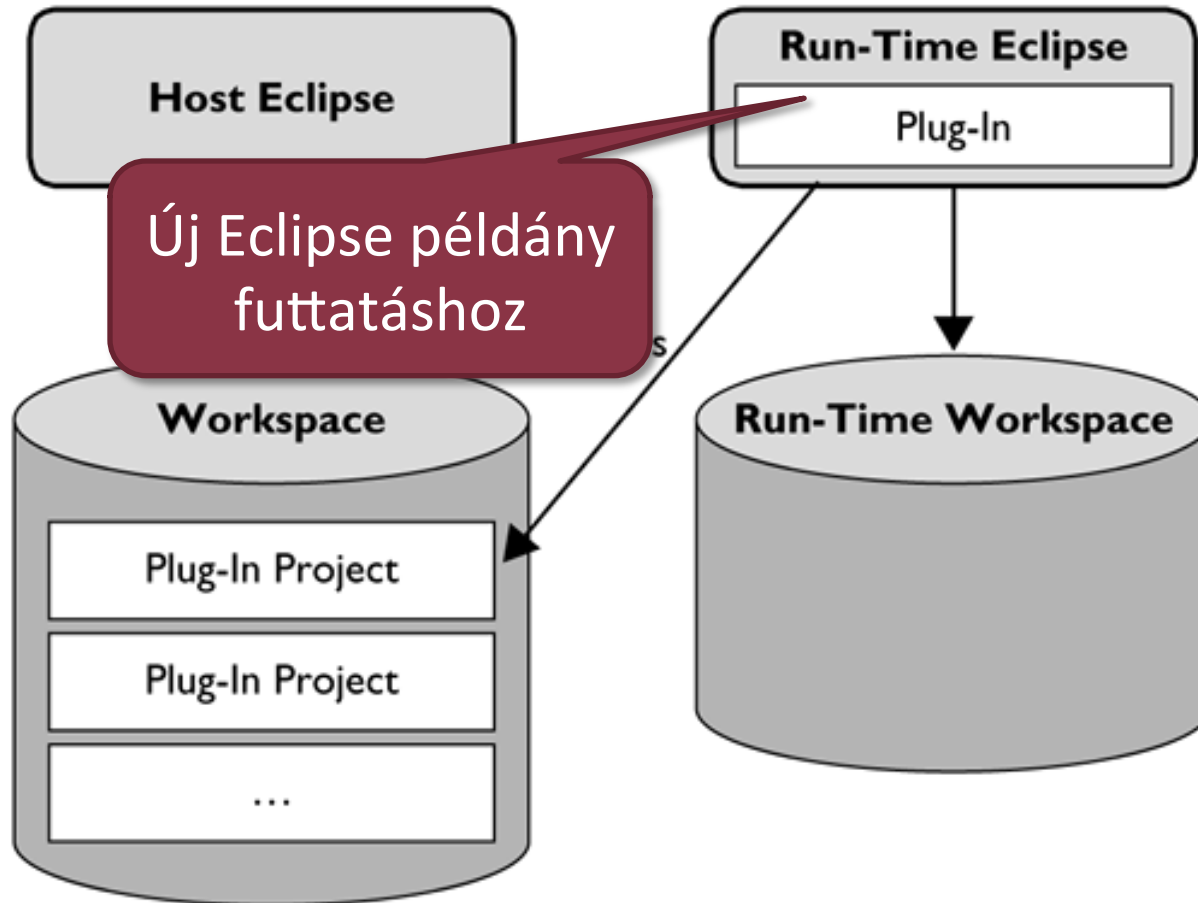 Host Eclipse
Run-Time Eclipse
Plug-In
Új Eclipse példány
futtatáshoz
s
Workspace
Run-Time Workspace
Plug-In Project
Plug-In Project
...